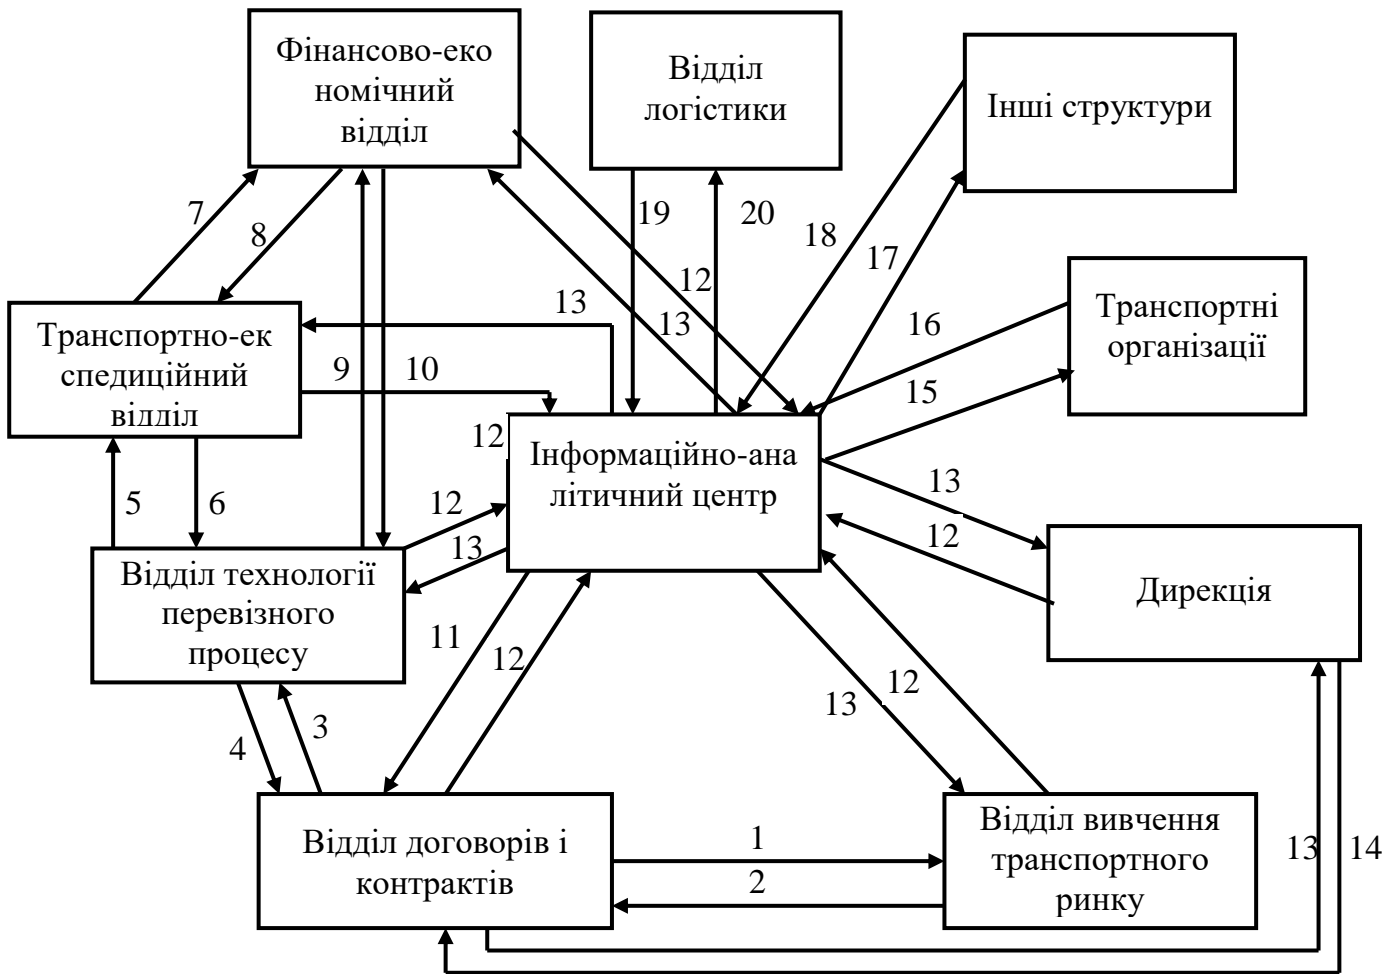 Фінансово-еко
номічний
відділ
Відділ
логістики
Інші структури
7
8
19
20
18
17
12
13
13
16
15
Транспортні
організації
Транспортно-ек
спедиційний
відділ
9
10
12
Інформаційно-ана
літичний центр
5
6
12
13
13
12
Відділ технології
перевізного
процесу
Дирекція
11
12
3
4
13
12
Відділ договорів і
контрактів
1
2
Відділ вивчення
транспортного
ринку
13
14